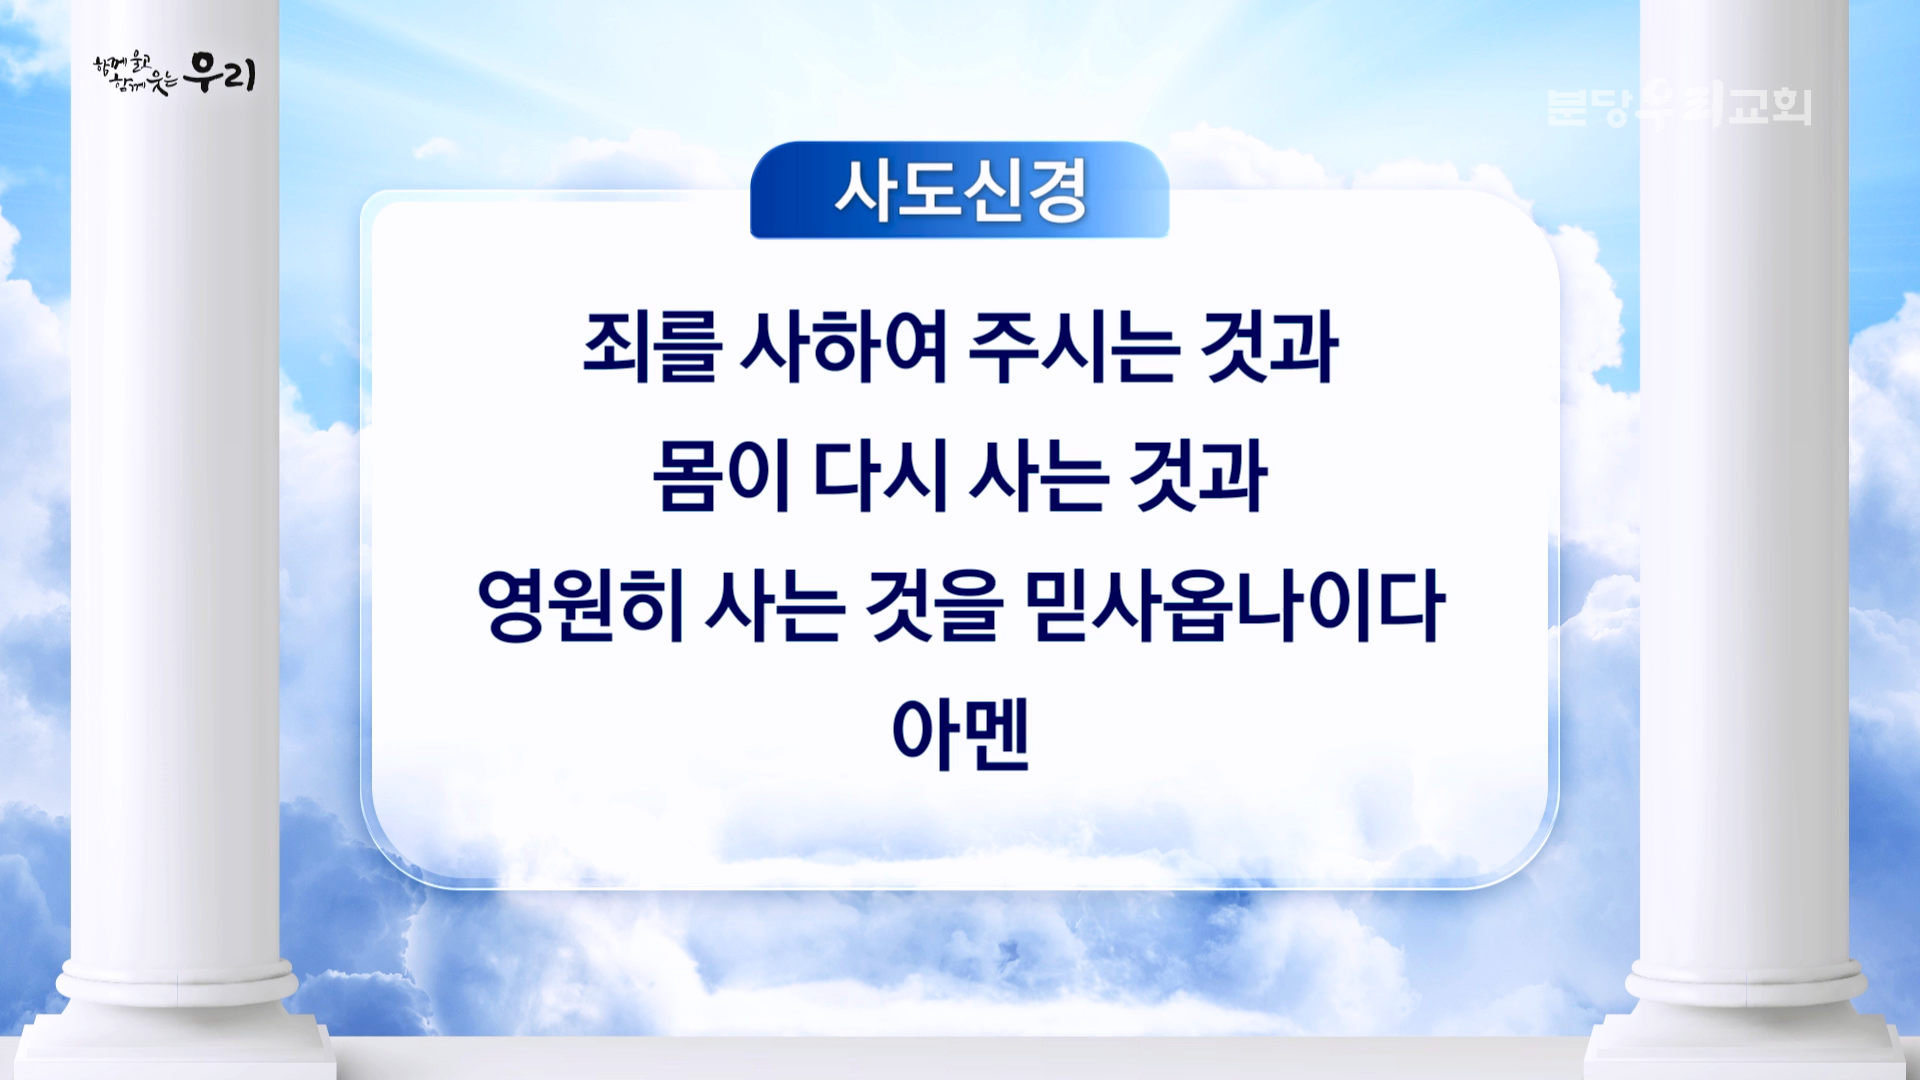 함께 울고
함께 웃는 우리
분당우리교회
사도신경
죄를 사하여 주시는 것과
몸이 다시 사는 것과
영원히 사는 것을 믿사옵나이다
아멘